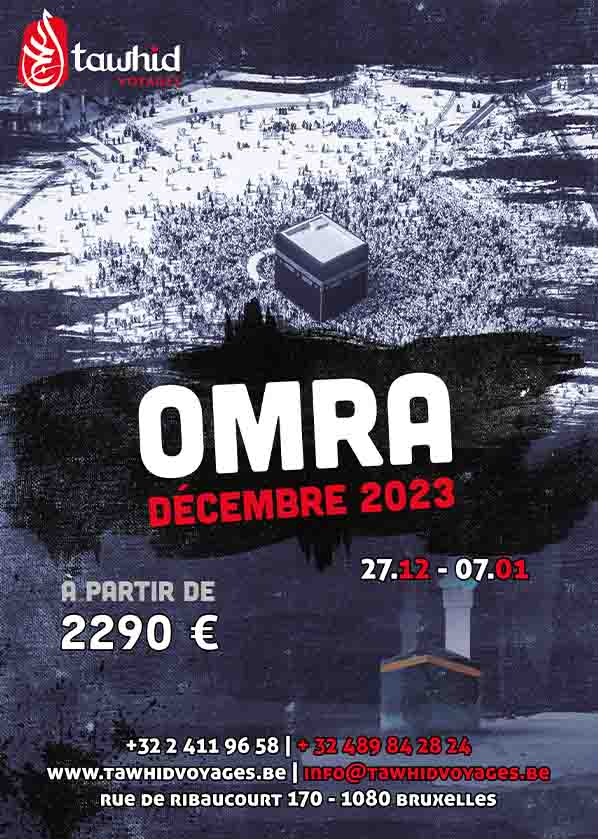 tawhid
VOYAGES
OMRA
DÉCEMBRE 2023
27.12 - 07.01
À PARTIR DE
2290 €
+32 2 411 96 58 | + 32 489 84 28 24
www.tawhidvoyages.be | info@tawhidvoyages.be
rue de Ribaucourt 170 - 1080 Bruxelles